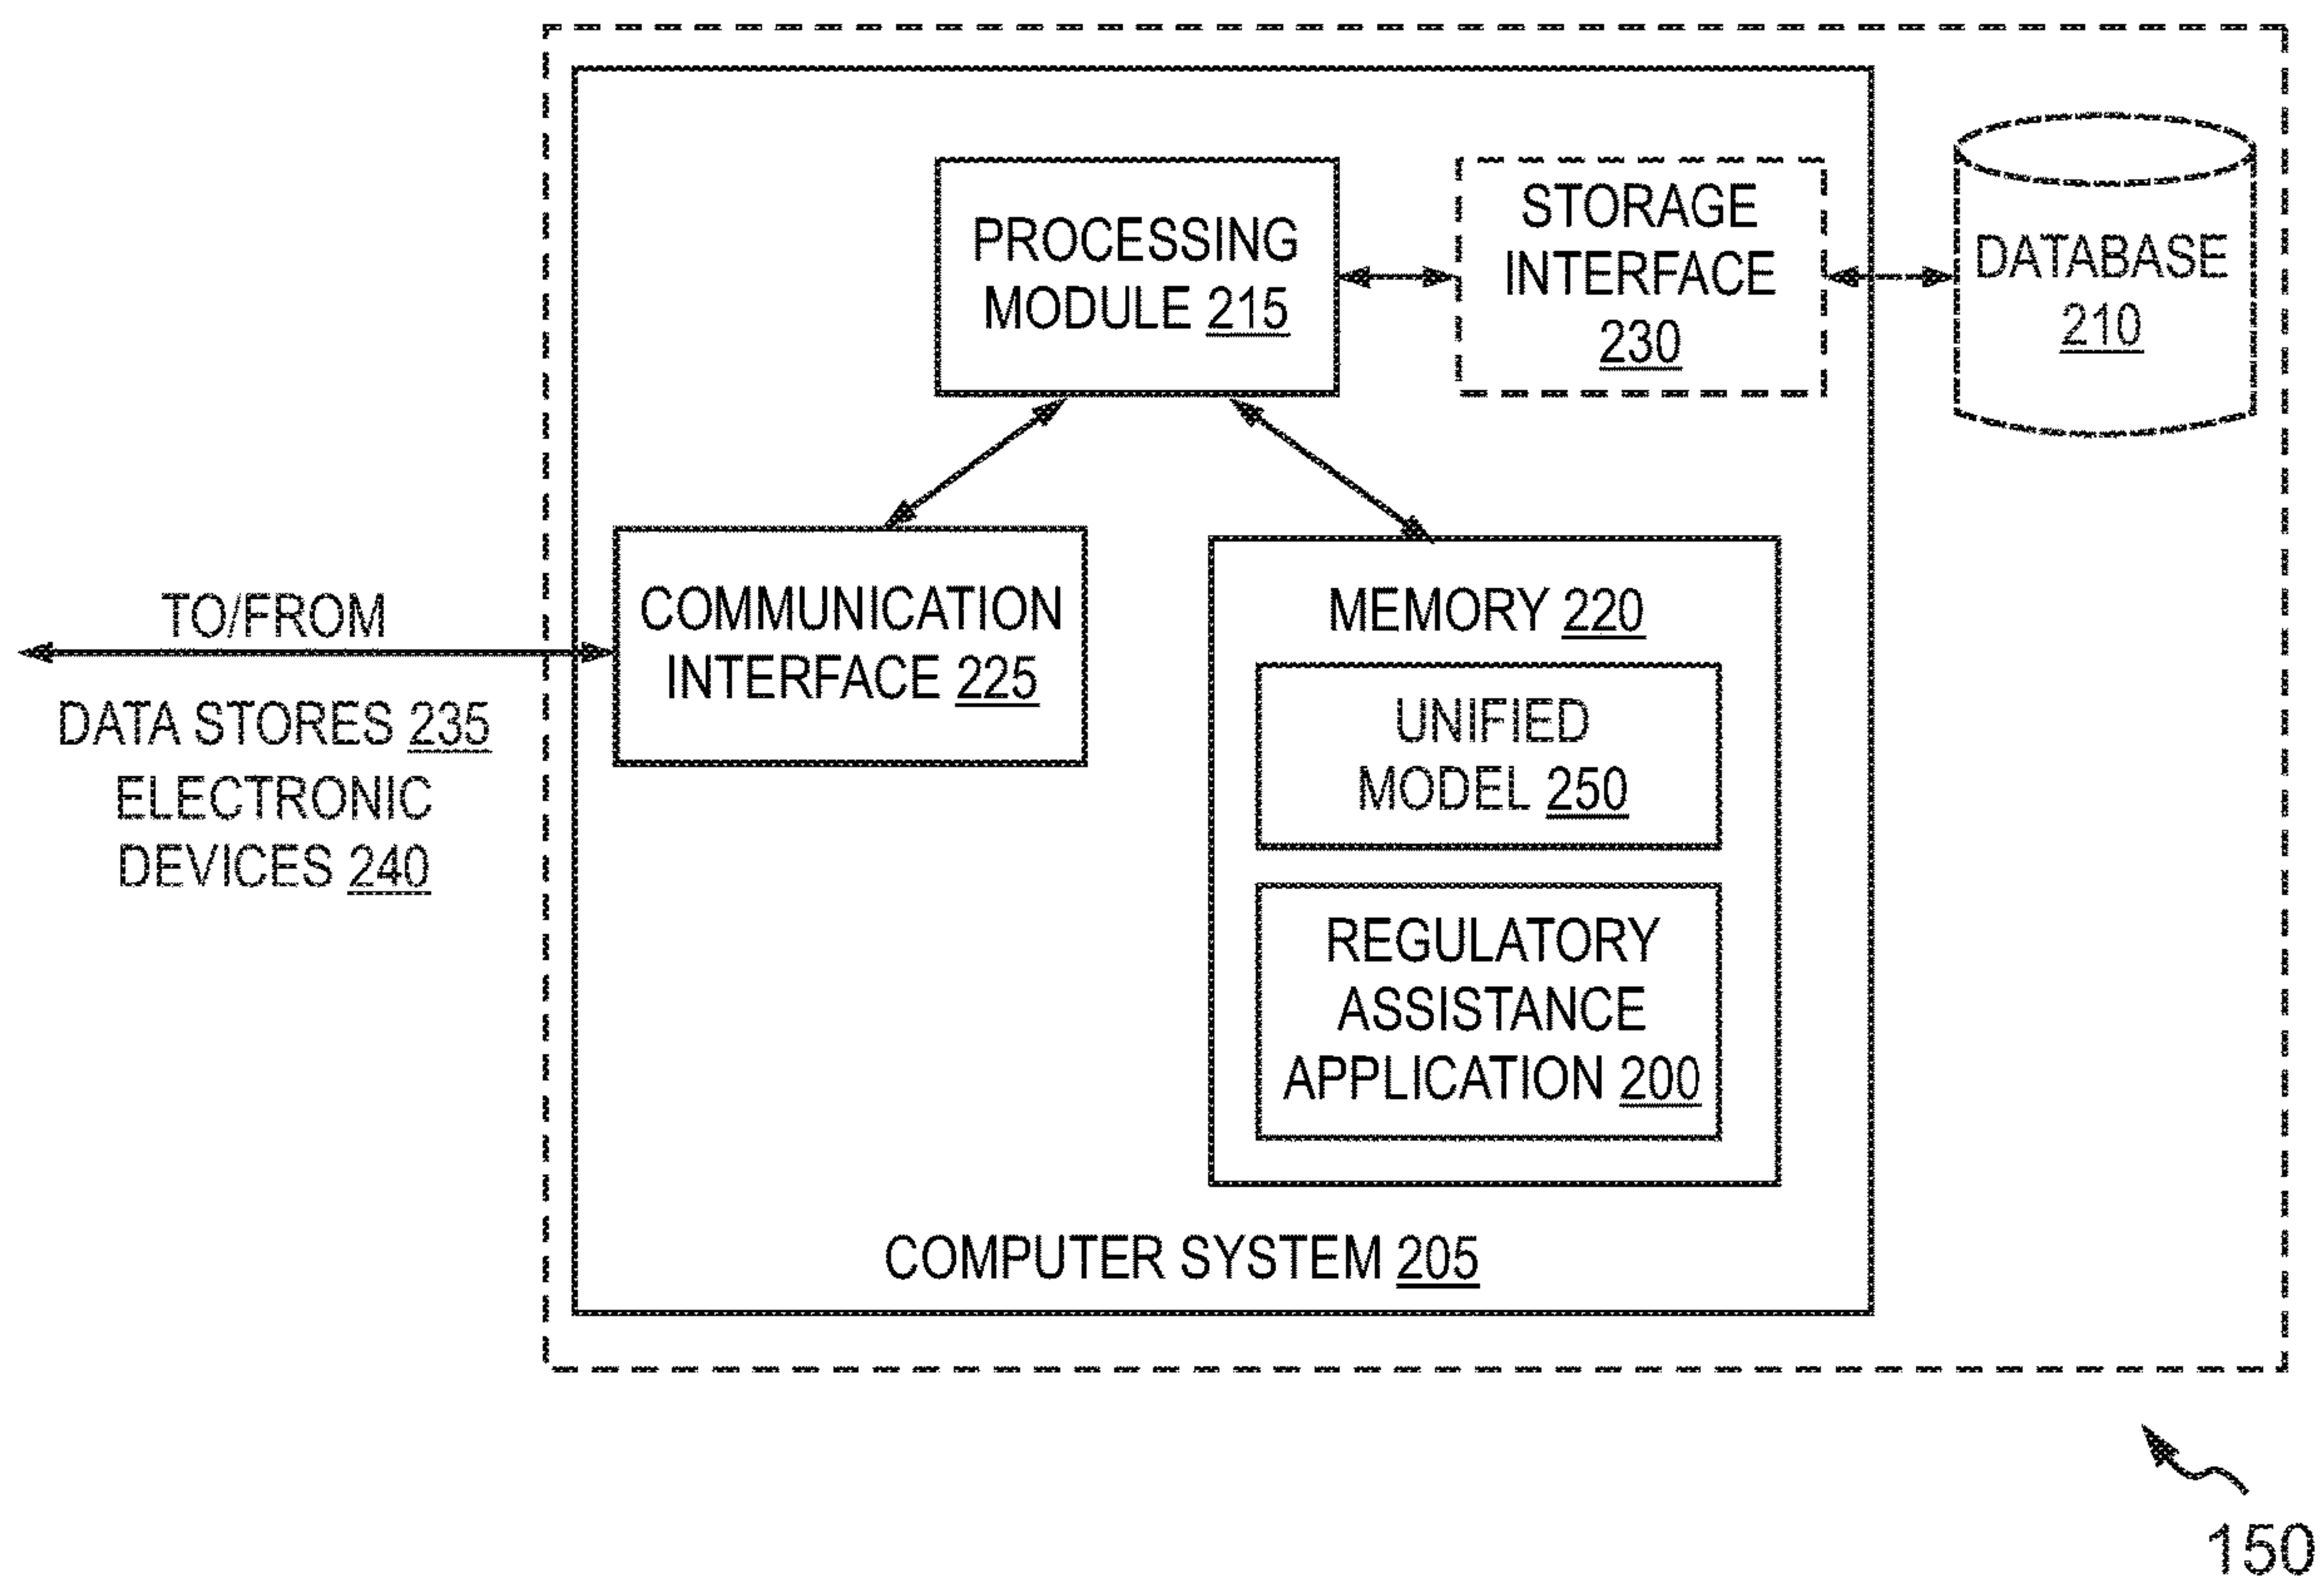 PROCESSING
MODULE 215
STORAGE
INTERFACE
230
DATABASE
210
TO/FROM
DATA STORES 235
ELECTRONIC
DEVICES 240
COMMUNICATION
INTERFACE 225
MEMORY 220
UNIFIED
MODEL 250
REGULATORY
ASSISTANCE
APPLICATION 200
COMPUTER SYSTEM 205
150